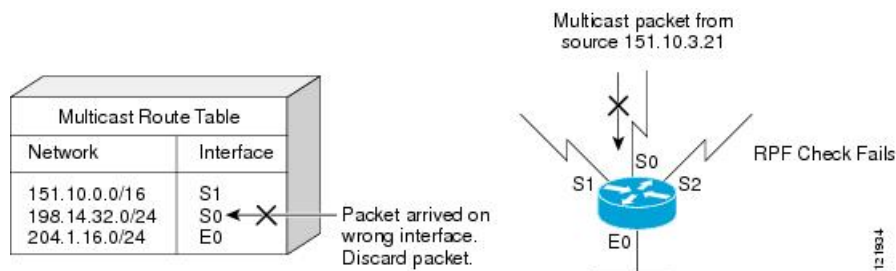 Multicast packet from
source 151.10.3.21
Multicast Route Table
Network Interface
151.10.0.0/16 S1
198.14.32.0/24 S0
204.1.16.0/24 E0
Packet arrived on
wrong interface.
Discard packet.
RPF Check Fails
S0
S1
S2
E0
121934